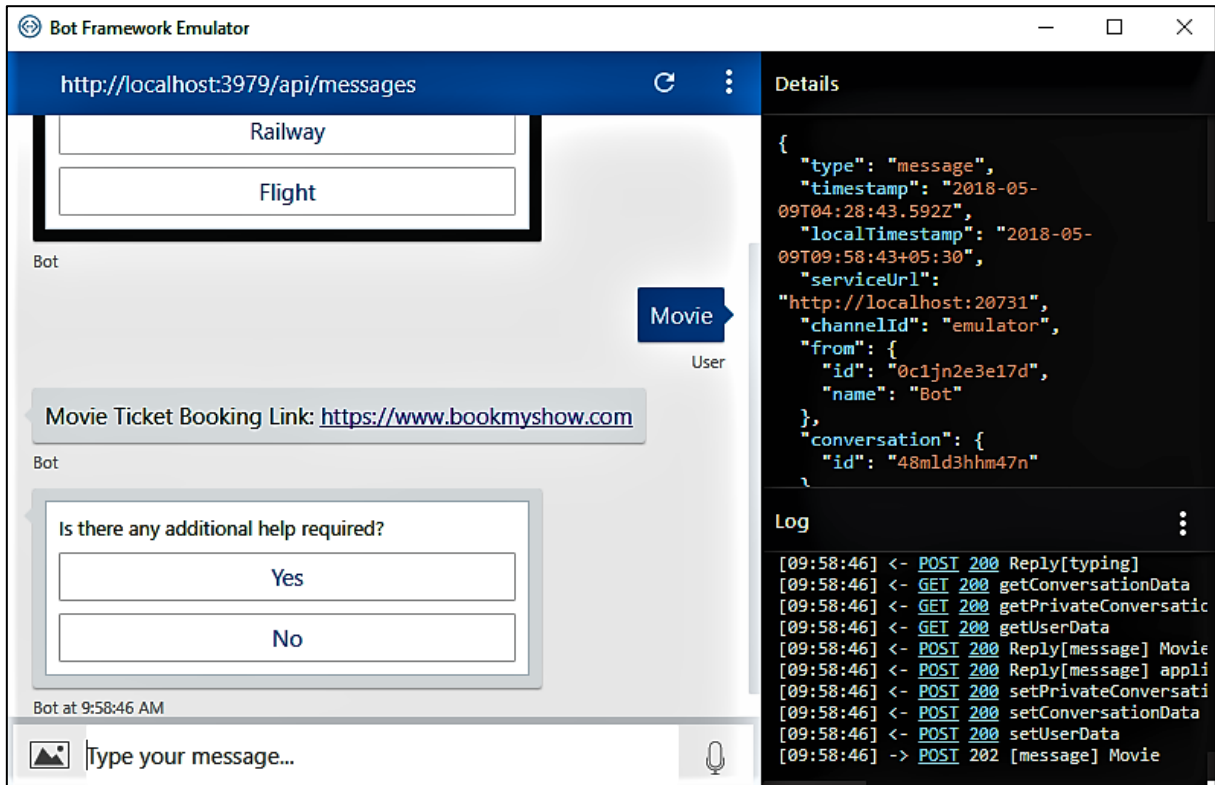 Bot Framework Emulator
http://localhost:3979/api/messages
Railway
Flight
Bot
Movie
User
Movie Ticket Booking Link: https://www.bookmyshow.com
Bot
Is there any additional help required?
Yes
No
Bot at 9:58:46 AM
Type your message...
Details
{
"type": "message",
"timestamp": "2018-05-
09T04:28:43.592Z",
"localTimestamp": "2018-05-
09T09:58:43+05:30",
"serviceUrl":
"http://localhost:20731",
"channelId": "emulator",
"from": {
"id": "0c1jn2e3e17d",
"name": "Bot"
},
"conversation": {
"id": "48mld3hhm47n"
}
Log
[09:58:46] <- POST 200 Reply[typing]
[09:58:46] <- GET 200 getConversationData
[09:58:46] <- GET 200 getPrivateConversatic
[09:58:46] <- GET 200 getUserData
[09:58:46] <- POST 200 Reply[message] Movie
[09:58:46] <- POST 200 Reply[message] appli
[09:58:46] <- POST 200 setPrivateConversati
[09:58:46] <- POST 200 setConversationData
[09:58:46] <- POST 200 setUserData
[09:58:46] -> POST 202 [message] Movie